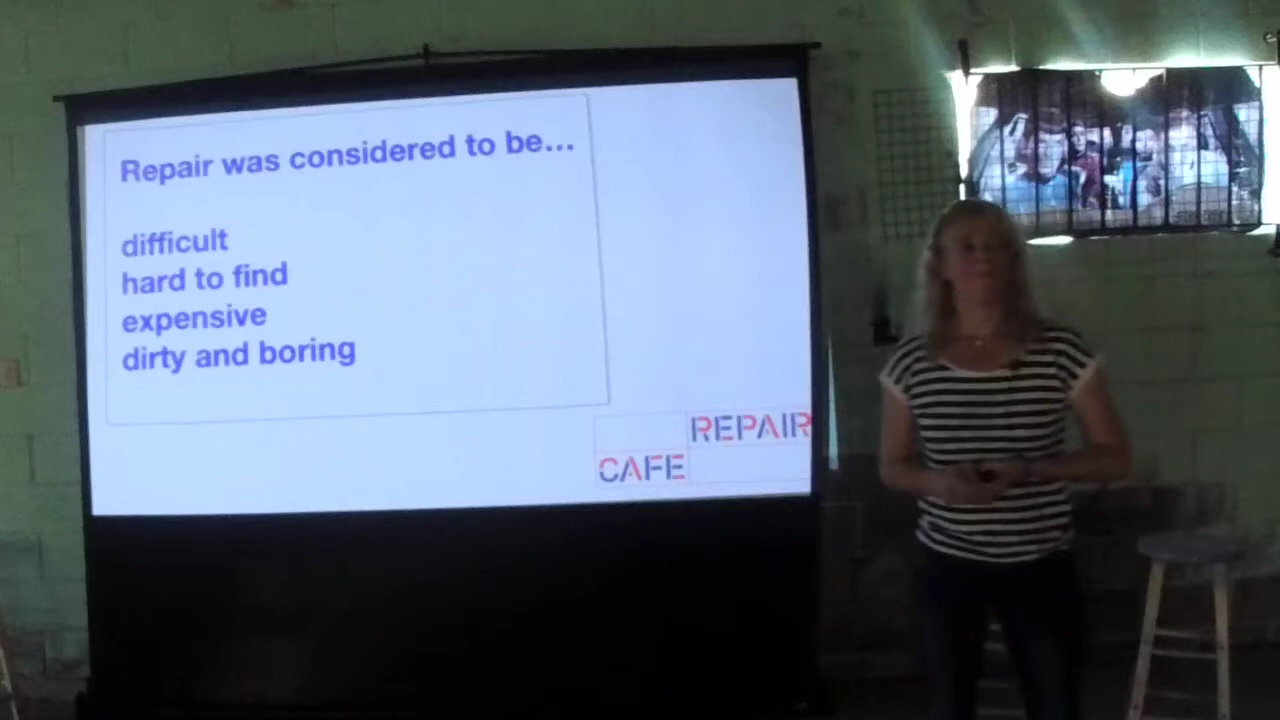 Repair was considered to be...
difficult
hard to find
expensive
dirty and boring
REPAIR
CAFE